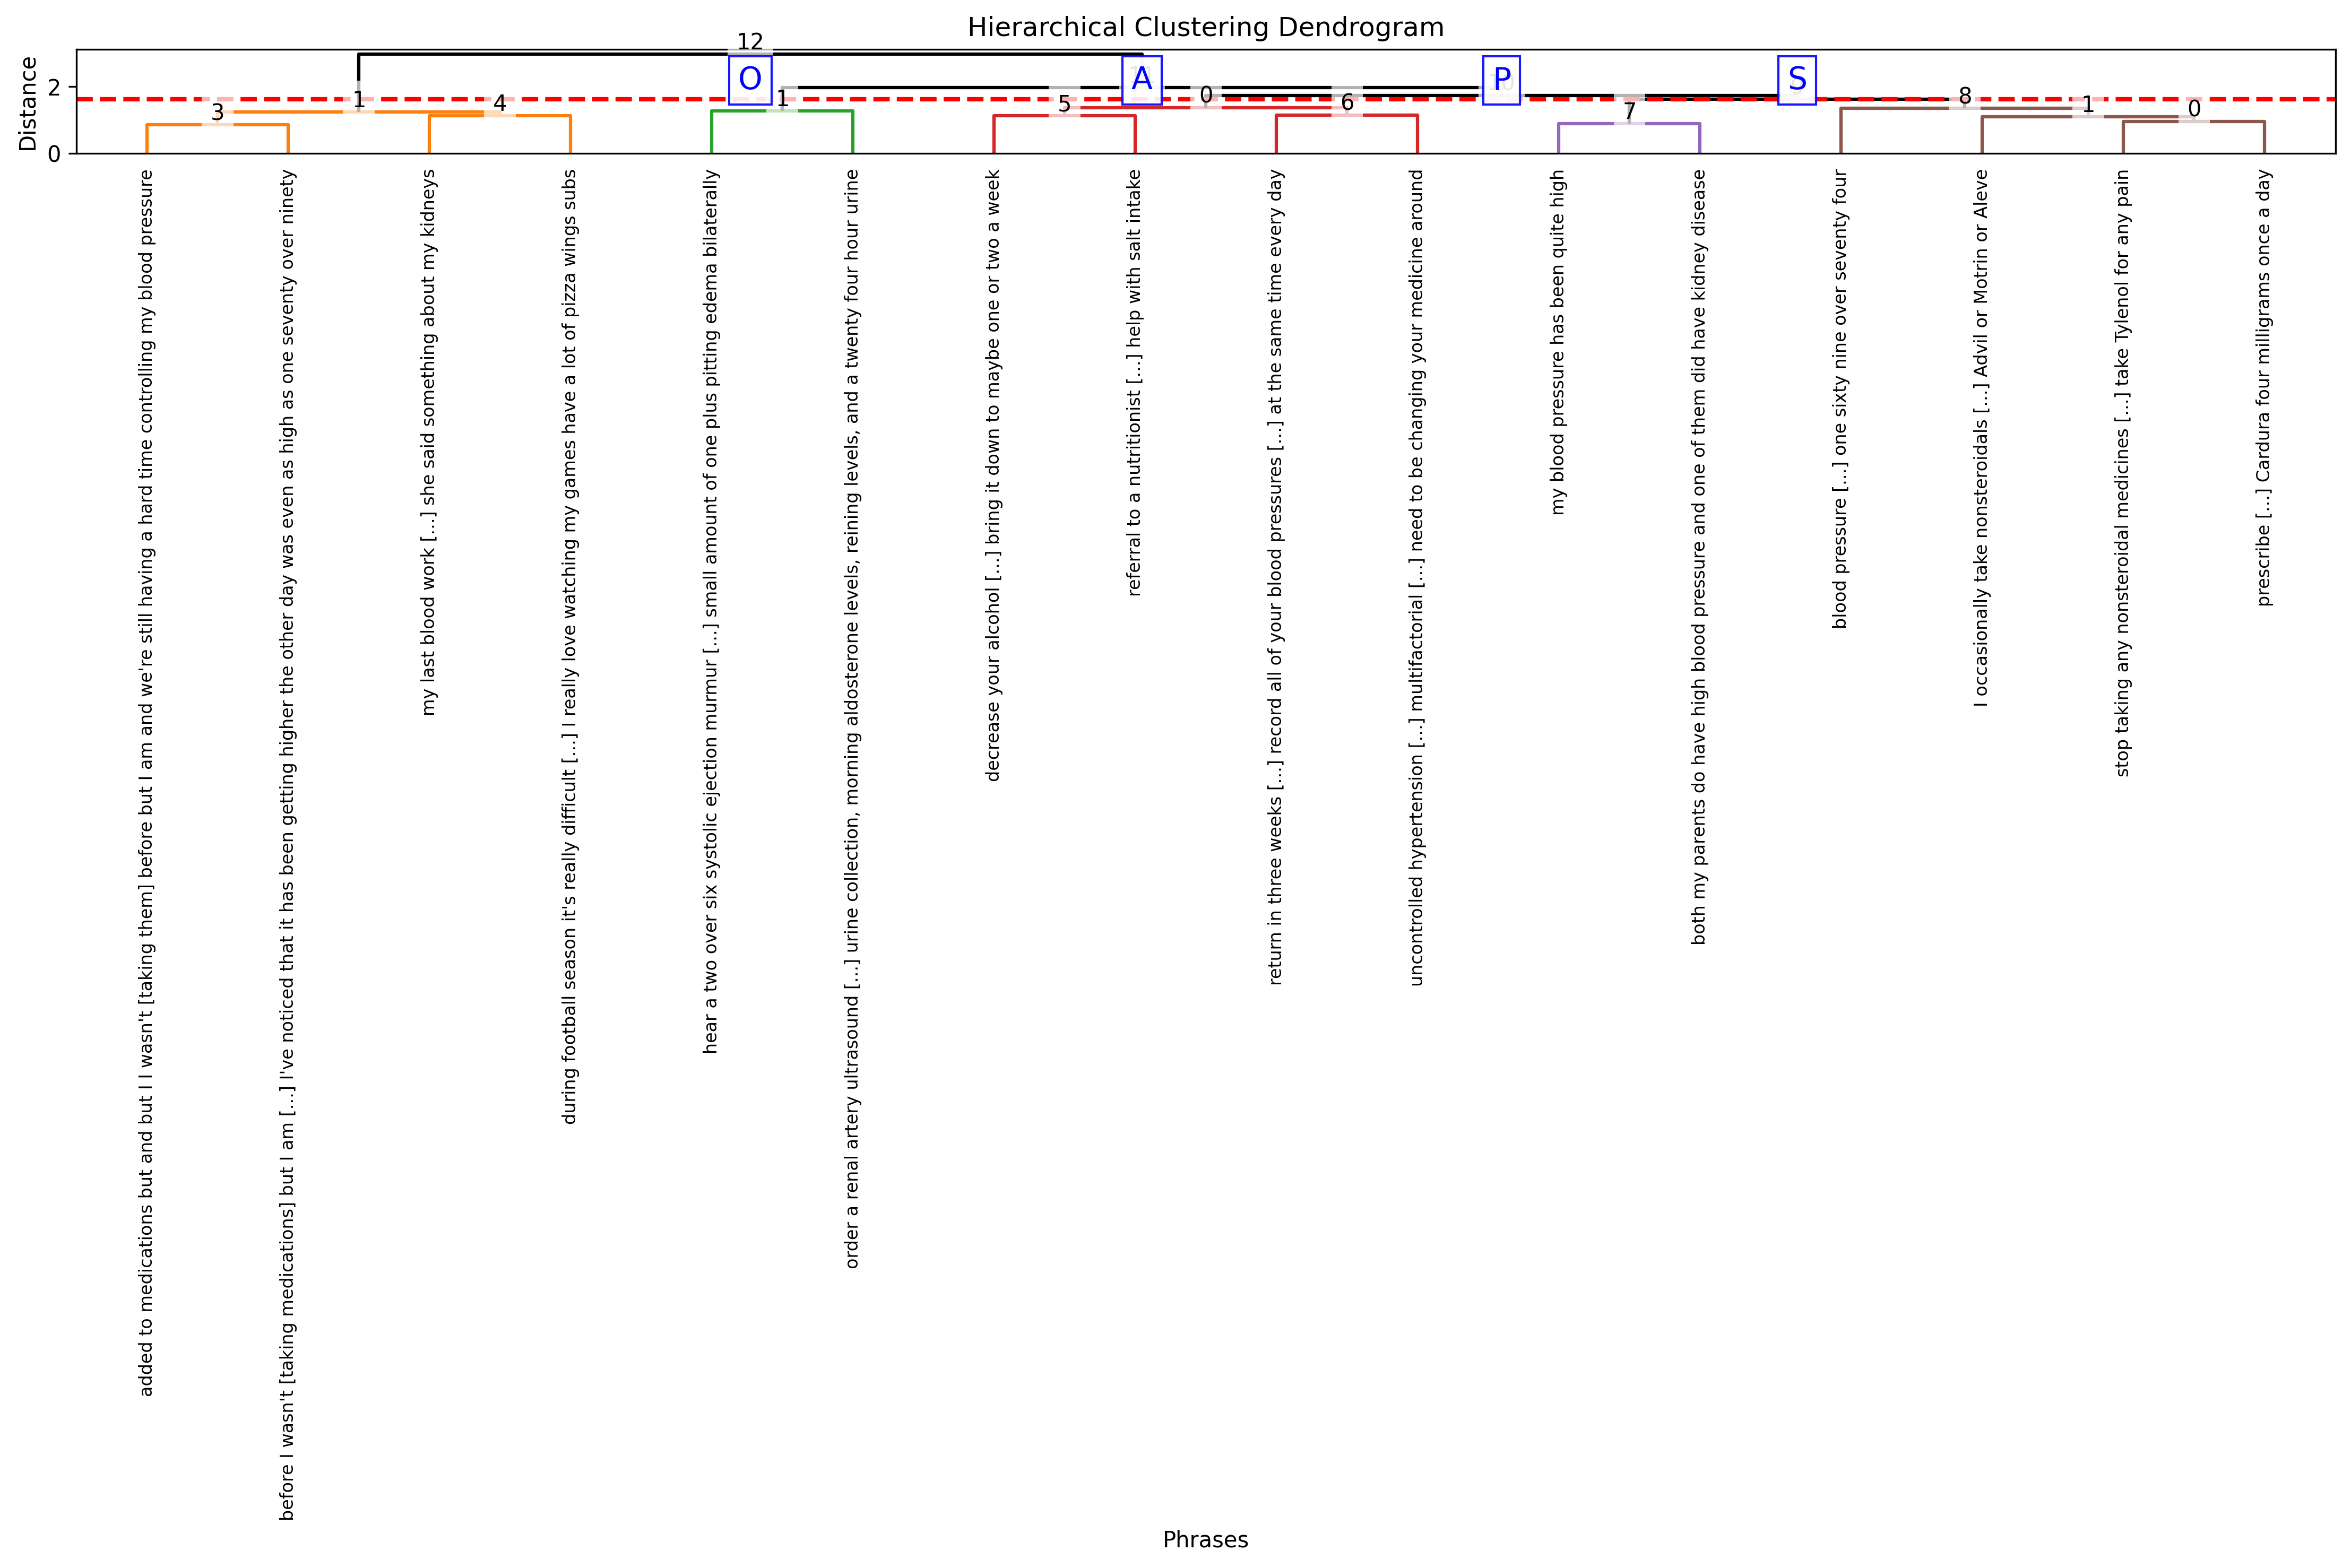 Hierarchical Clustering Dendrogram
Distance
2
0
12
O
A
P
S
3
1
4
1
5
0
6
7
8
1
0
added to medications but and but I I wasn't [taking them] before but I am and we're still having a hard time controlling my blood pressure
before I wasn't [taking medications] but I am [...] I've noticed that it has been getting higher the other day was even as high as one seventy over ninety
my last blood work [...] she said something about my kidneys
during football season it's really difficult [...] I really love watching my games have a lot of pizza wings subs
hear a two over six systolic ejection murmur [...] small amount of one plus pitting edema bilaterally
order a renal artery ultrasound [...] urine collection, morning aldosterone levels, reining levels, and a twenty four hour urine
decrease your alcohol [...] bring it down to maybe one or two a week
referral to a nutritionist [...] help with salt intake
return in three weeks [...] record all of your blood pressures [...] at the same time every day
uncontrolled hypertension [...] multifactorial [...] need to be changing your medicine around
my blood pressure has been quite high
both my parents do have high blood pressure and one of them did have kidney disease
blood pressure [...] one sixty nine over seventy four
I occasionally take nonsteroidals [...] Advil or Motrin or Aleve
stop taking any nonsteroidal medicines [...] take Tylenol for any pain
prescribe [...] Cardura four milligrams once a day
Phrases